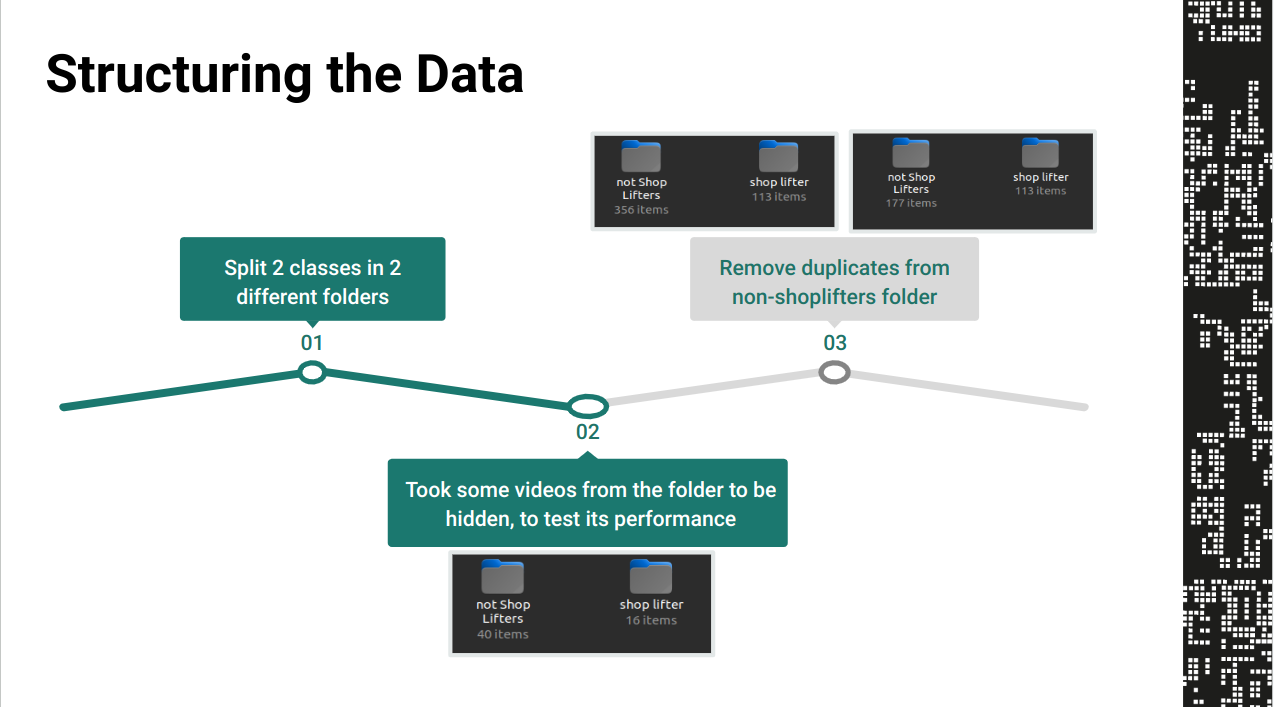 Structuring the Data
not Shop
Lifters
356 items
shop lifter
113 items
not Shop
Lifters
177 items
shop lifter
113 items
Split 2 classes in 2
different folders
01
Remove duplicates from
non-shoplifters folder
03
02
Took some videos from the folder to be
hidden, to test its performance
not Shop
Lifters
40 items
shop lifter
16 items